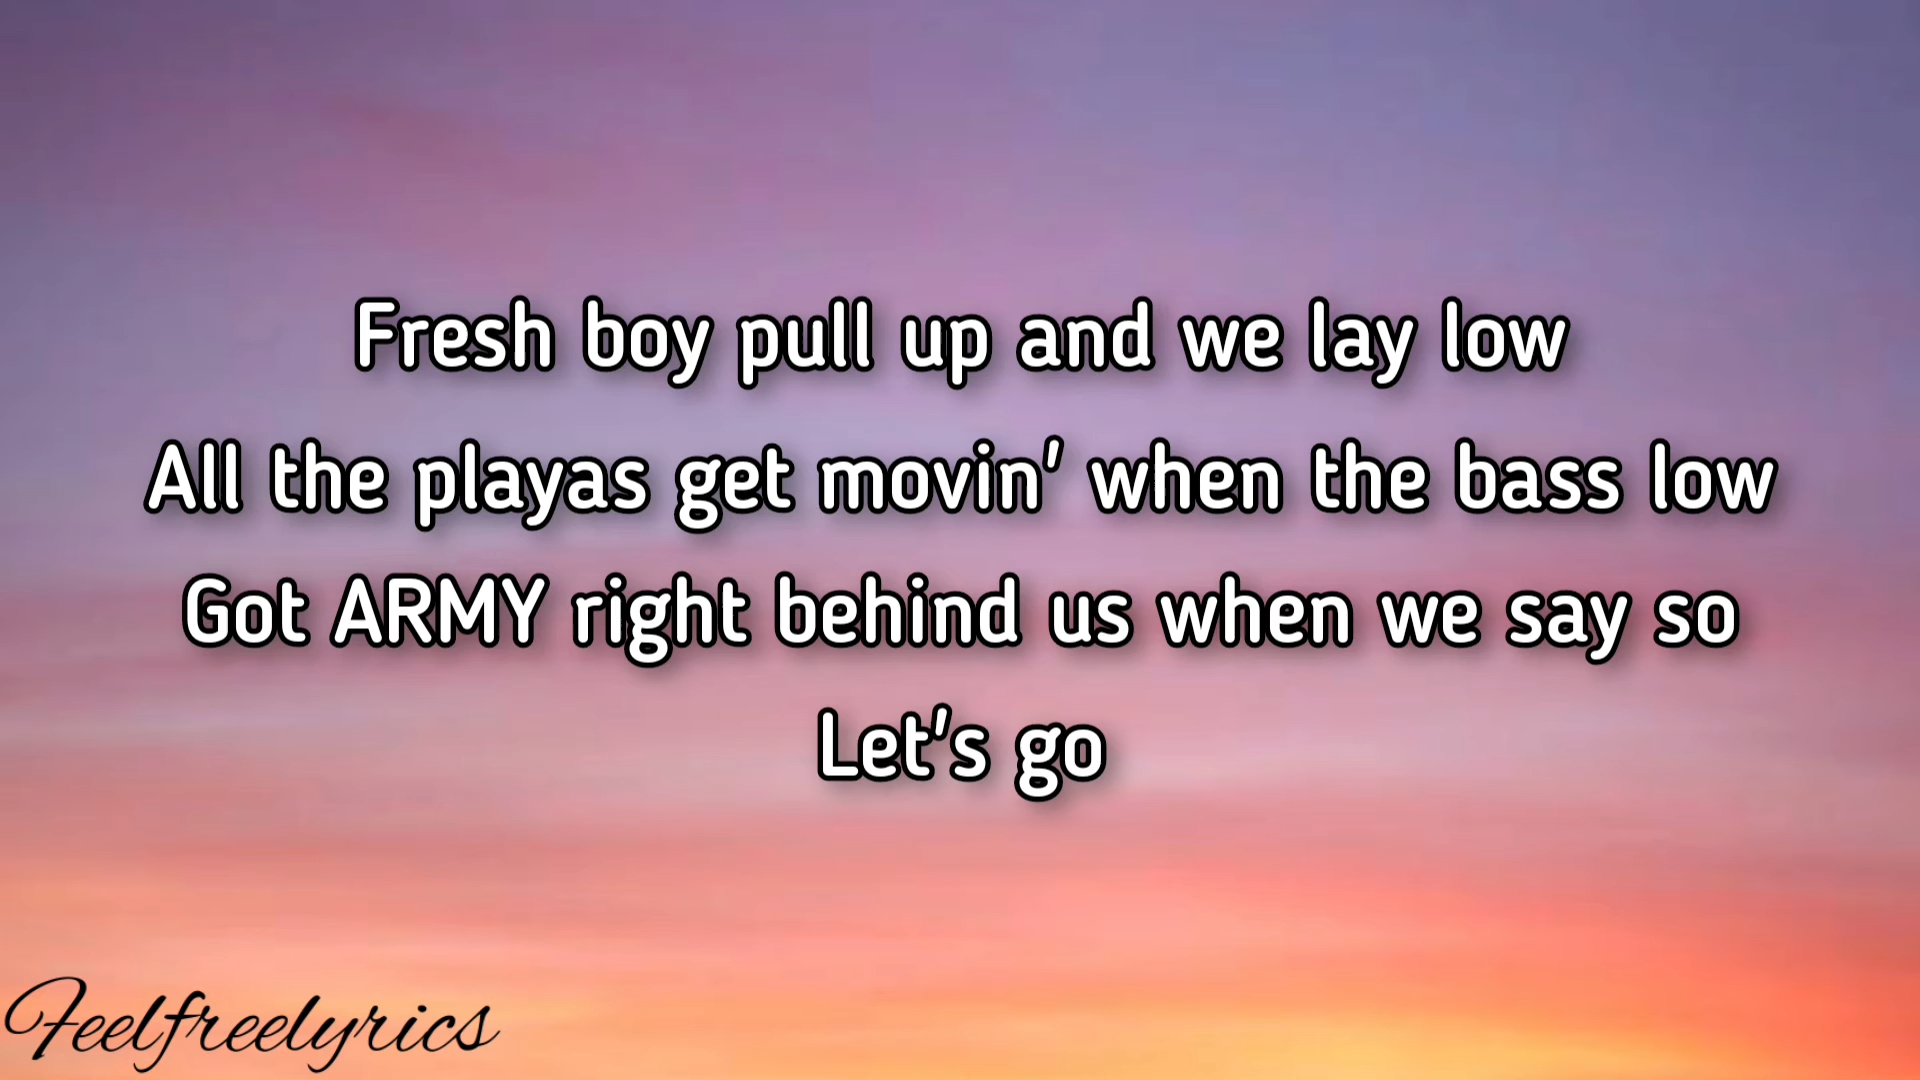 Fresh boy pull up and we lay low
All the playas get movin' when the bass low
Got ARMY right behind us when we say so
Let's go
Feelfreelyrics